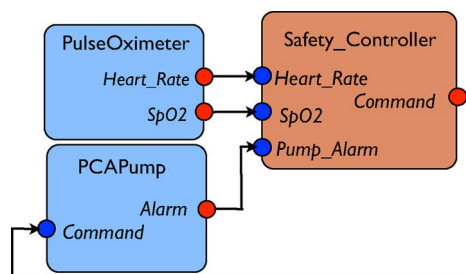 PulseOximeter
Heart_Rate
SpO2
Safety_Controller
Heart_Rate
Command
SpO2
Pump_Alarm
PCAPump
Alarm
Command